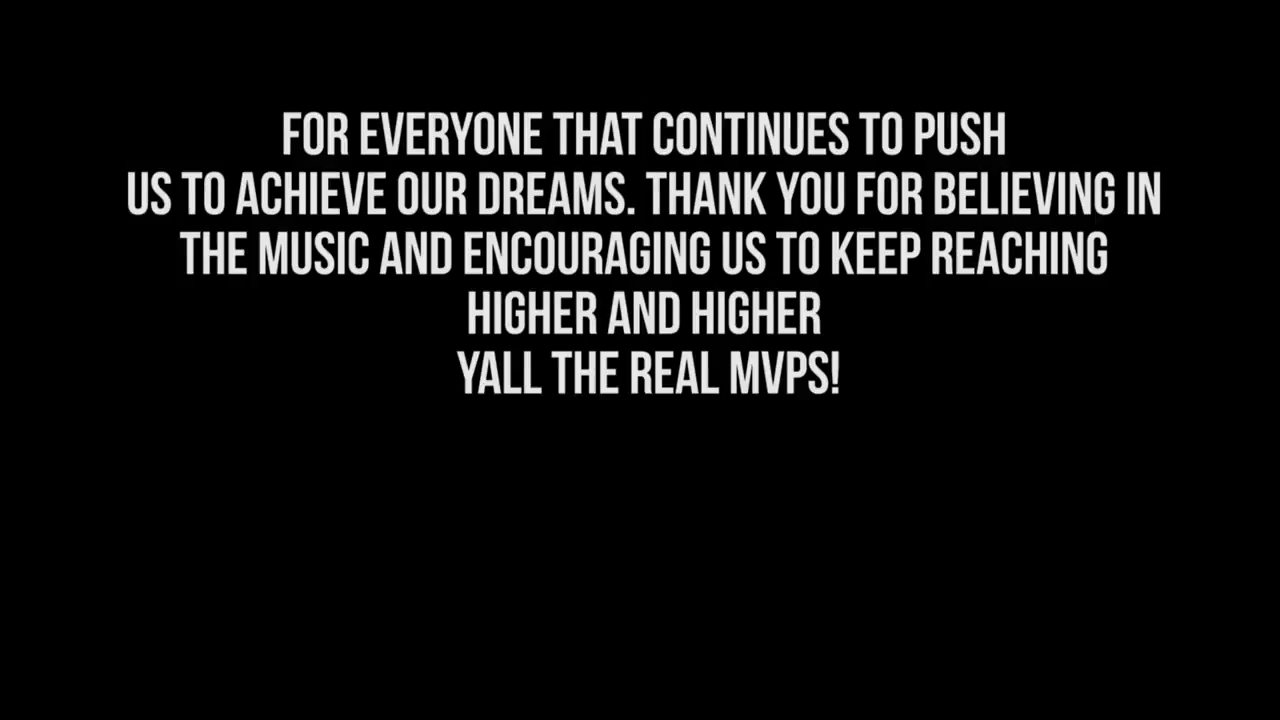 FOR EVERYONE THAT CONTINUES TO PUSH
US TO ACHIEVE OUR DREAMS. THANK YOU FOR BELIEVING IN
THE MUSIC AND ENCOURAGING US TO KEEP REACHING
HIGHER AND HIGHER
YALL THE REAL MVPS!